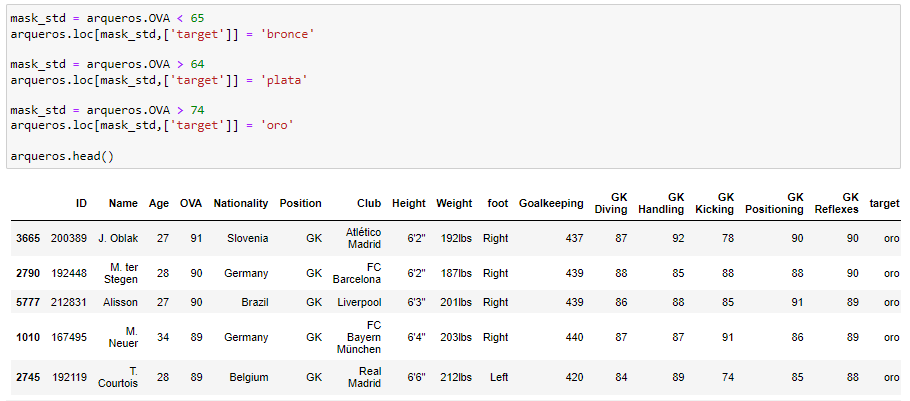 mask_std = arqueros.OVA < 65
arqueros.loc[mask_std,['target']] = 'bronce'
mask_std = arqueros.OVA > 64
arqueros.loc[mask_std,['target']] = 'plata'
mask_std = arqueros.OVA > 74
arqueros.loc[mask_std,['target']] = 'oro'
arqueros.head()
ID Name Age OVA Nationality Position Club Height Weight foot Goalkeeping GK Diving GK Handling GK Kicking GK Positioning GK Reflexes target
3665 200389 J. Oblak 27 91 Slovenia GK Atlético Madrid 6'2" 192lbs Right 437 87 92 78 90 90 oro
2790 192448 M. ter Stegen 28 90 Germany GK FC Barcelona 6'2" 187lbs Right 439 88 85 88 88 90 oro
5777 212831 Alisson 27 90 Brazil GK Liverpool 6'3" 201lbs Right 439 86 88 85 91 89 oro
1010 167495 M. Neuer 34 89 Germany GK FC Bayern München 6'4" 203lbs Right 440 87 87 91 86 89 oro
2745 192119 T. Courtois 28 89 Belgium GK Real Madrid 6'6" 212lbs Left 420 84 89 74 85 88 oro